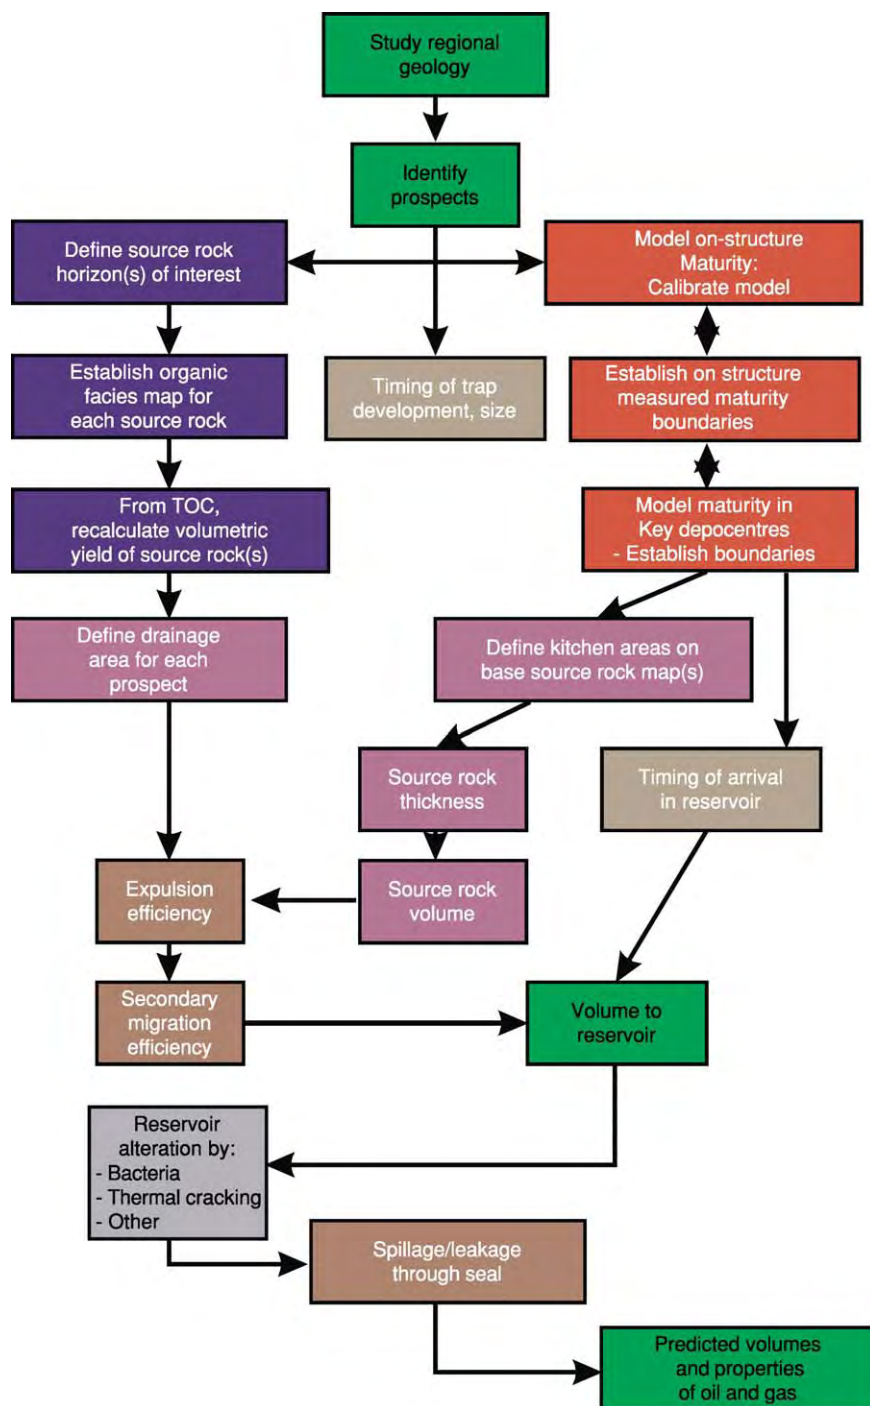 Study regional
geology
Identify
prospects
Define source rock
horizon(s) of interest
Model on-structure
Maturity:
Calibrate model
Establish organic
facies map for
each source rock
Timing of trap
development, size
Establish on structure
measured maturity
boundaries
From TOC,
recalculate volumetric
yield of source rock(s)
Model maturity in
Key depocentres
- Establish boundaries
Define drainage
area for each
prospect
Define kitchen areas on
base source rock map(s)
Source rock
thickness
Timing of arrival
in reservoir
Expulsion
efficiency
Source rock
volume
Secondary
migration
efficiency
Volume to
reservoir
Reservoir
alteration by:
- Bacteria
- Thermal cracking
- Other
Spillage/leakage
through seal
Predicted volumes
and properties
of oil and gas